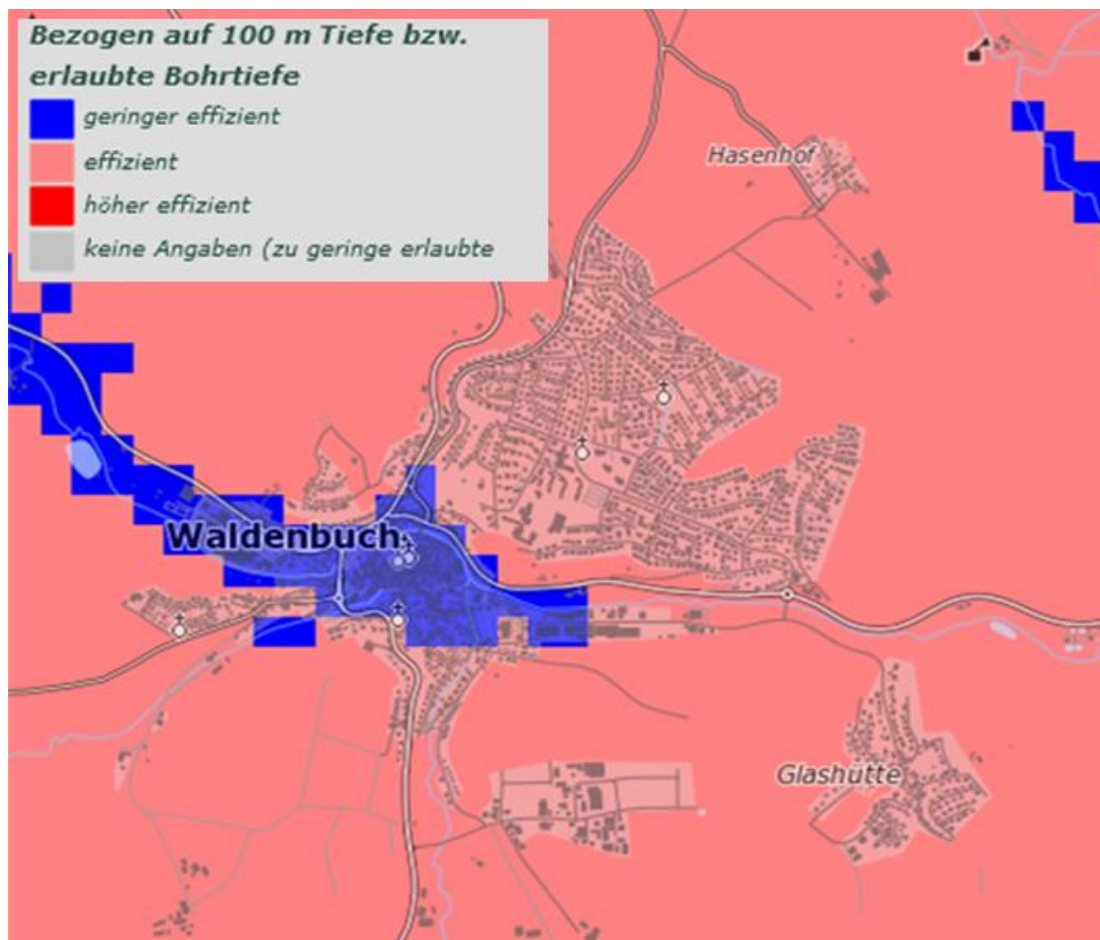 Bezogen auf 100 m Tiefe bzw.
erlaubte Bohrtiefe
geringer effizient
effizient
höher effizient
keine Angaben (zu geringe erlaubte
Hasenhof
Waldenbuch
Glashütte